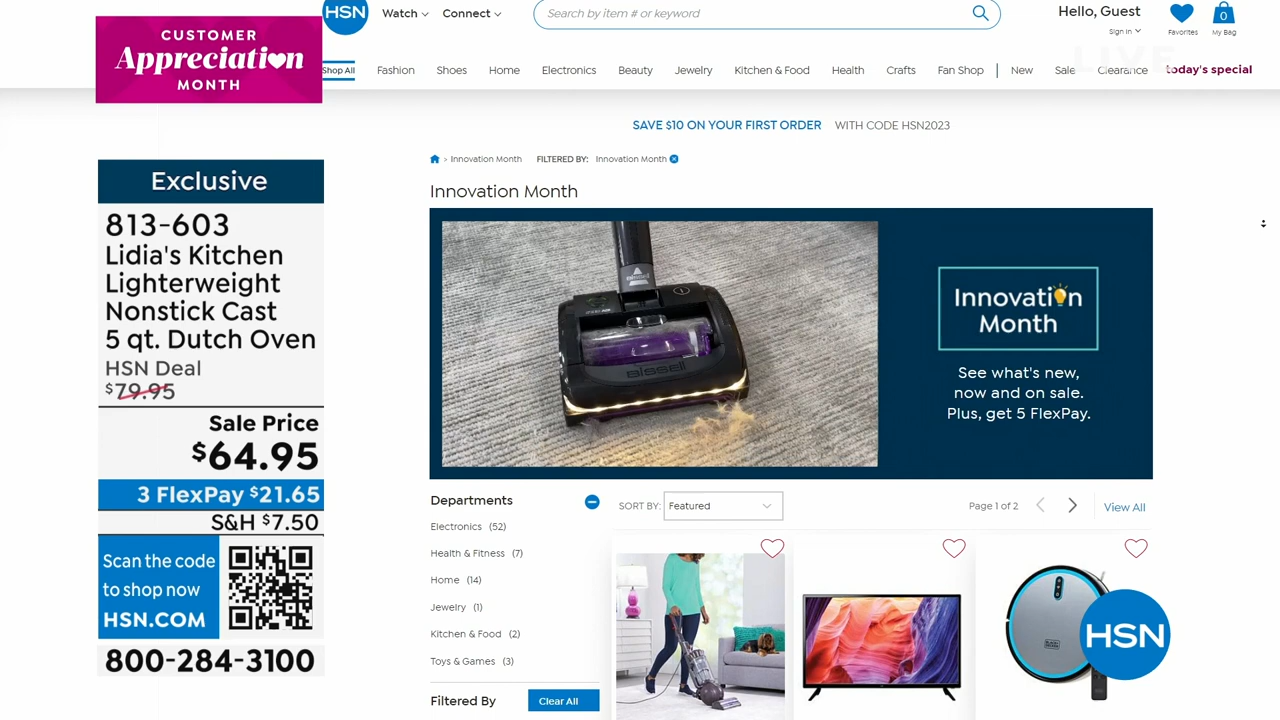 CUSTOMER
Appreciation
MONTH
HSN
Watch
Connect
Search by item # or keyword
Hello, Guest
Sign in
Favorites
0
My Bag
LIVE
Shop All
Fashion
Shoes
Home
Electronics
Beauty
Jewelry
Kitchen & Food
Health
Crafts
Fan Shop
New
Sale
Clearance
today's special
SAVE $10 ON YOUR FIRST ORDER WITH CODE HSN2023
> Innovation Month FILTERED BY: Innovation Month
Innovation Month
Exclusive
813-603
Lidia's Kitchen
Lighterweight
Nonstick Cast
5 qt. Dutch Oven
HSN Deal
$79.95
Sale Price
$64.95
3 FlexPay $21.65
S&H $7.50
Scan the code
to shop now
HSN.COM
800-284-3100
BISSELL
BISSELL
Innovation
Month
See what's new,
now and on sale.
Plus, get 5 FlexPay.
Departments
Electronics (52)
Health & Fitness (7)
Home (14)
Jewelry (1)
Kitchen & Food (2)
Toys & Games (3)
Filtered By
Clear All
SORT BY: Featured
Page 1 of 2
View All
HSN